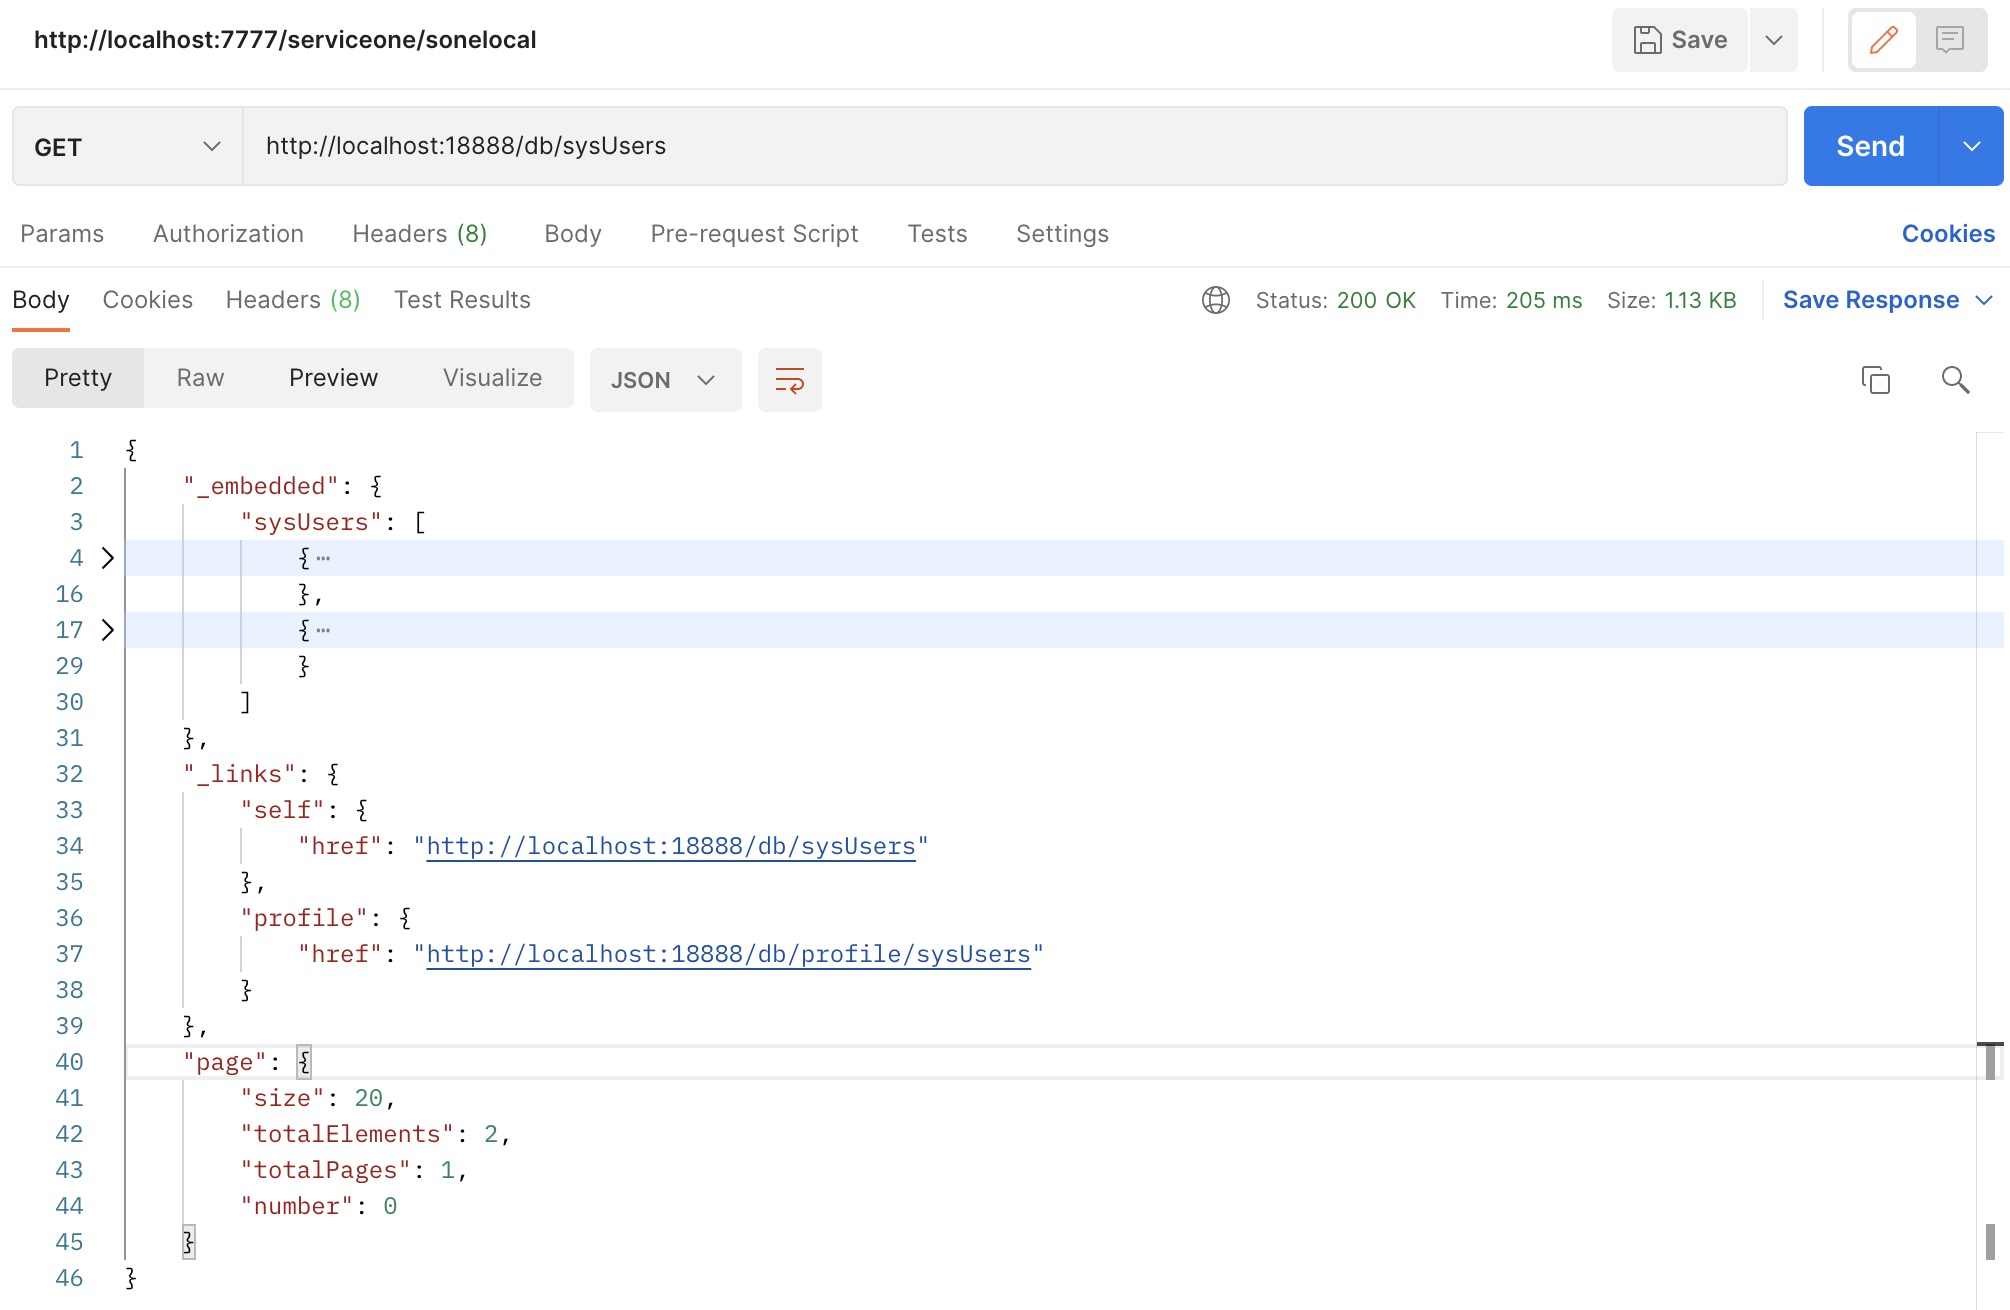 http://localhost:7777/serviceone/sonelocal Save
GET http://localhost:18888/db/sysUsers Send
Params Authorization Headers (8) Body Pre-request Script Tests Settings Cookies
Body Cookies Headers (8) Test Results Status: 200 OK Time: 205 ms Size: 1.13 KB Save Response
Pretty Raw Preview Visualize JSON
1 {
2 "_embedded": {
3 "sysUsers": [
4 { …
16 },
17 { …
29 }
30 ]
31 },
32 "_links": {
33 "self": {
34 "href": "http://localhost:18888/db/sysUsers"
35 },
36 "profile": {
37 "href": "http://localhost:18888/db/profile/sysUsers"
38 }
39 },
40 "page": {
41 "size": 20,
42 "totalElements": 2,
43 "totalPages": 1,
44 "number": 0
45 }
46 }